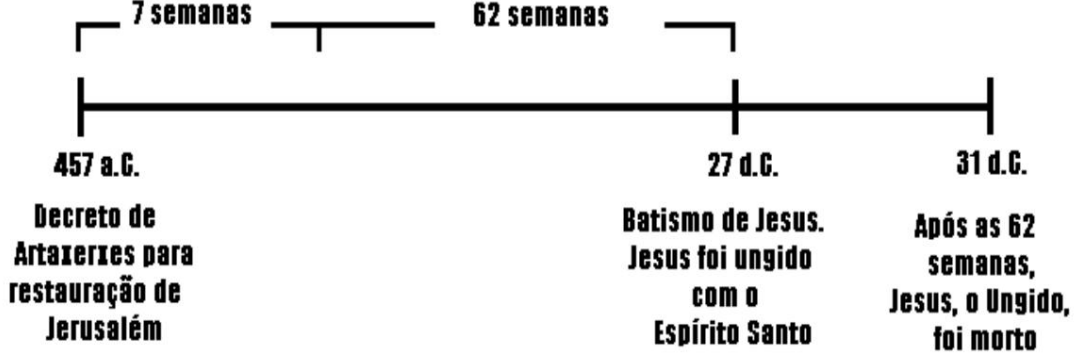 7 semanas
62 semanas
457 a.C.
27 d.C.
31 d.C.
Decreto de
Artaxerxes para
restauração de
Jerusalém
Batismo de Jesus.
Jesus foi ungido
com o
Espírito Santo
Após as 62
semanas,
Jesus, o Ungido,
foi morto